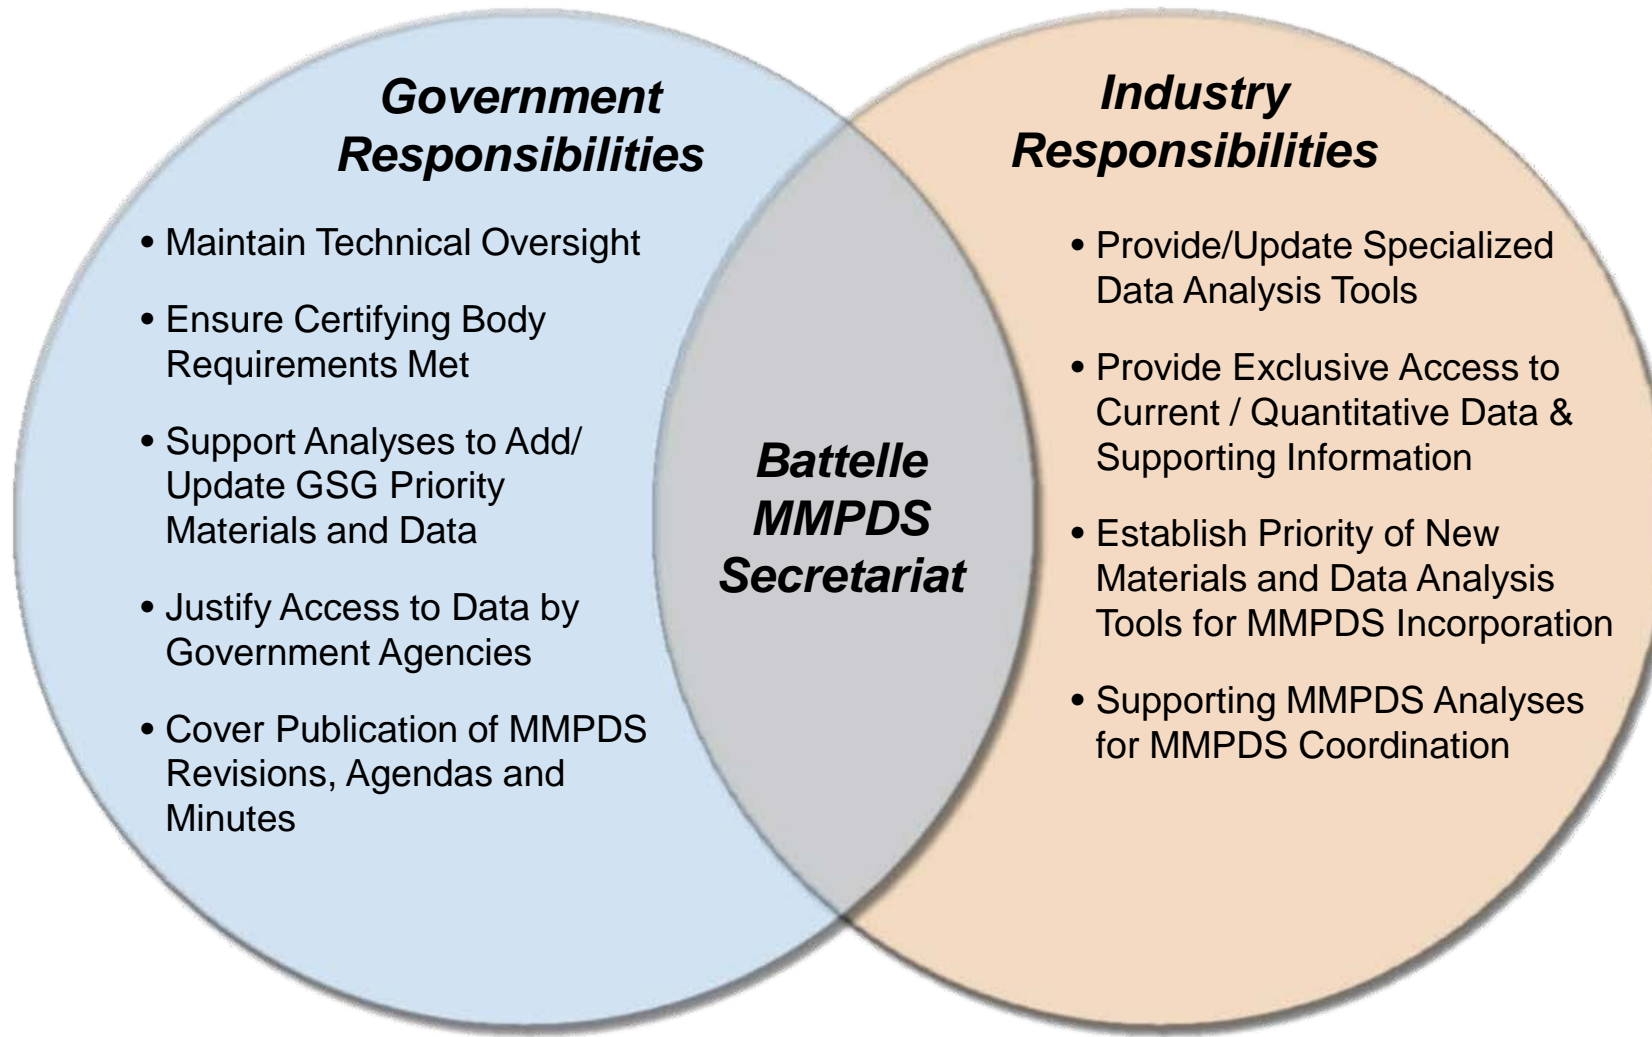 Government
Responsibilities
• Maintain Technical Oversight
• Ensure Certifying Body
Requirements Met
• Support Analyses to Add/
Update GSG Priority
Materials and Data
• Justify Access to Data by
Government Agencies
• Cover Publication of MMPDS
Revisions, Agendas and
Minutes
Battelle
MMPDS
Secretariat
Industry
Responsibilities
• Provide/Update Specialized
Data Analysis Tools
• Provide Exclusive Access to
Current / Quantitative Data &
Supporting Information
• Establish Priority of New
Materials and Data Analysis
Tools for MMPDS Incorporation
• Supporting MMPDS Analyses
for MMPDS Coordination